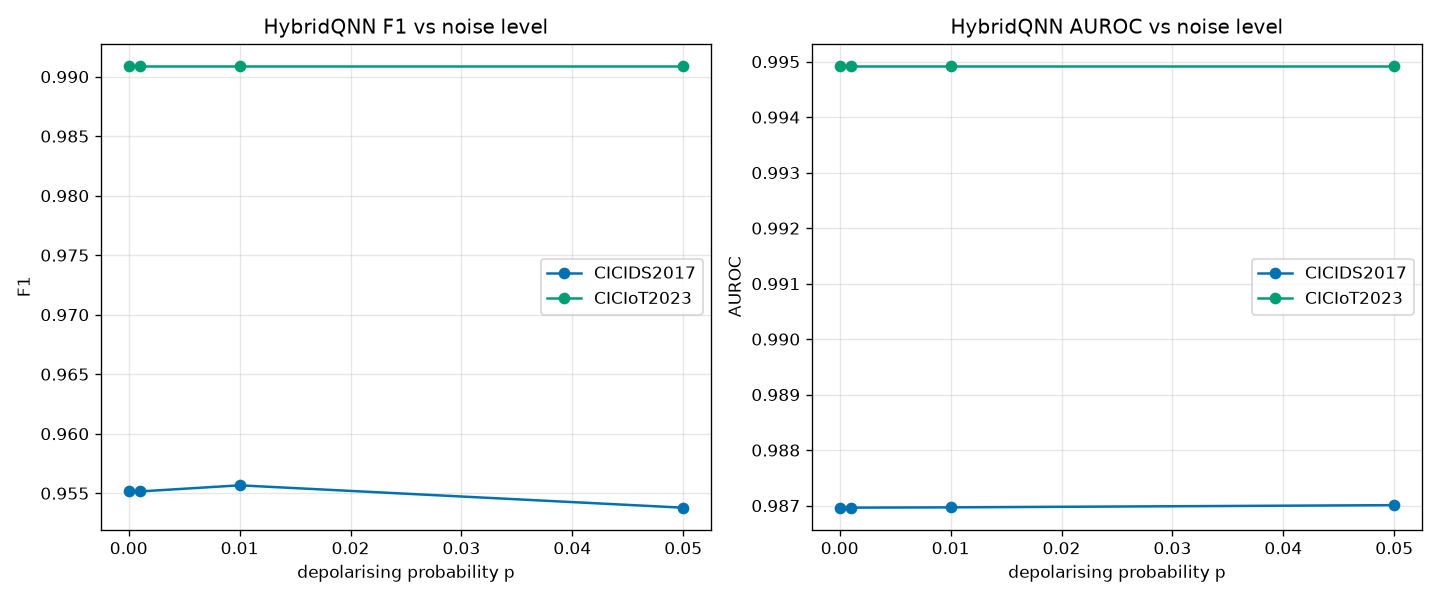 HybridQNN F1 vs noise level
F1
0.990
0.985
0.980
0.975
0.970
0.965
0.960
0.955
CICIDS2017
CICIoT2023
0.00 0.01 0.02 0.03 0.04 0.05
depolarising probability p
HybridQNN AUROC vs noise level
AUROC
0.995
0.994
0.993
0.992
0.991
0.990
0.989
0.988
0.987
CICIDS2017
CICIoT2023
0.00 0.01 0.02 0.03 0.04 0.05
depolarising probability p